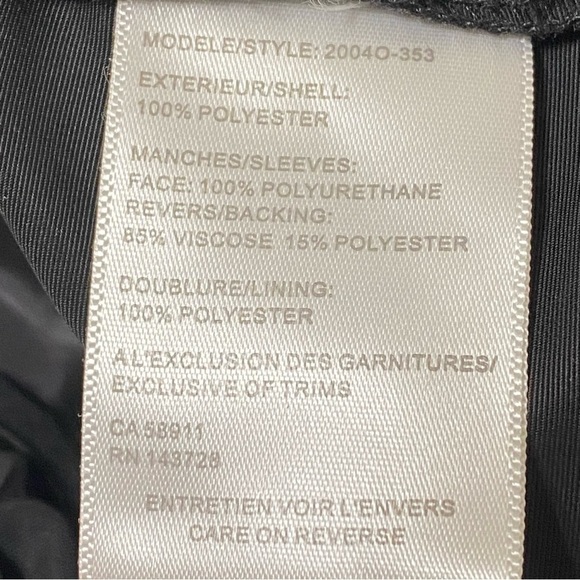 MODELE/STYLE: 2004O-353
EXTERIEUR/SHELL:
100% POLYESTER
MANCHES/SLEEVES:
FACE: 100% POLYURETHANE
REVERS/BACKING:
85% VISCOSE 15% POLYESTER
DOUBLURE/LINING:
100% POLYESTER
A L'EXCLUSION DES GARNITURES/
EXCLUSIVE OF TRIMS
CA 58911
RN 143728
ENTRETIEN VOIR L'ENVERS
CARE ON REVERSE